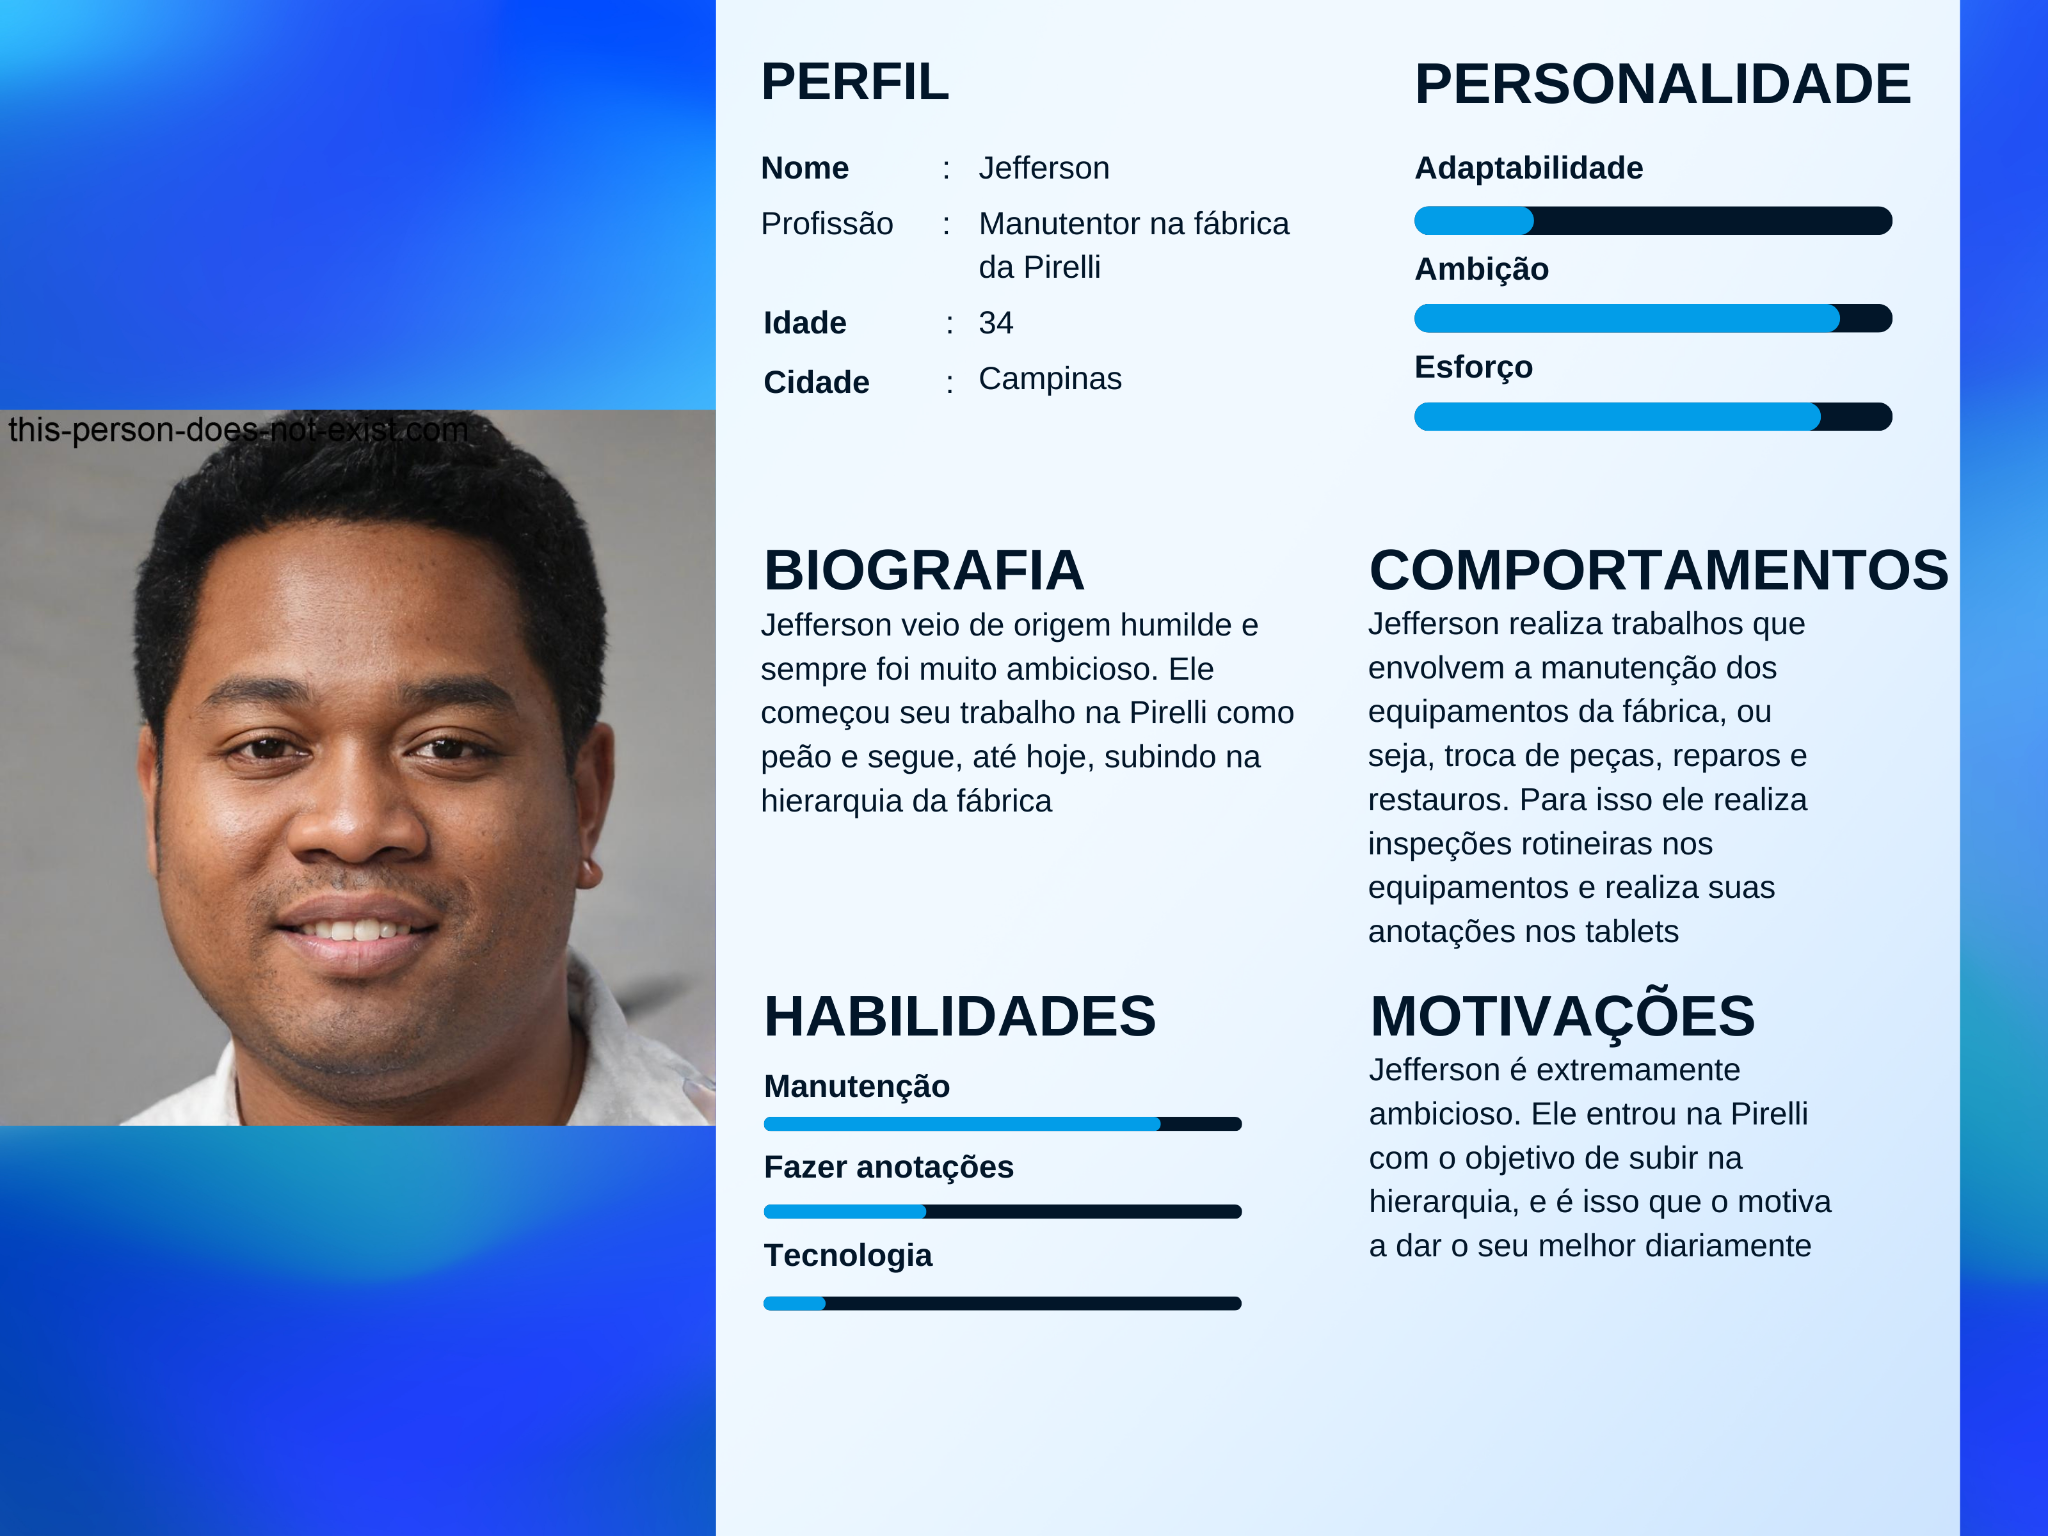 PERFIL
Nome : Jefferson
Profissão : Manutentor na fábrica
da Pirelli
Idade : 34
Cidade : Campinas
PERSONALIDADE
Adaptabilidade
Ambição
Esforço
this-person-does-not-exist.com
BIOGRAFIA
Jefferson veio de origem humilde e
sempre foi muito ambicioso. Ele
começou seu trabalho na Pirelli como
peão e segue, até hoje, subindo na
hierarquia da fábrica
COMPORTAMENTOS
Jefferson realiza trabalhos que
envolvem a manutenção dos
equipamentos da fábrica, ou
seja, troca de peças, reparos e
restauros. Para isso ele realiza
inspeções rotineiras nos
equipamentos e realiza suas
anotações nos tablets
HABILIDADES
Manutenção
Fazer anotações
Tecnologia
MOTIVAÇÕES
Jefferson é extremamente
ambicioso. Ele entrou na Pirelli
com o objetivo de subir na
hierarquia, e é isso que o motiva
a dar o seu melhor diariamente